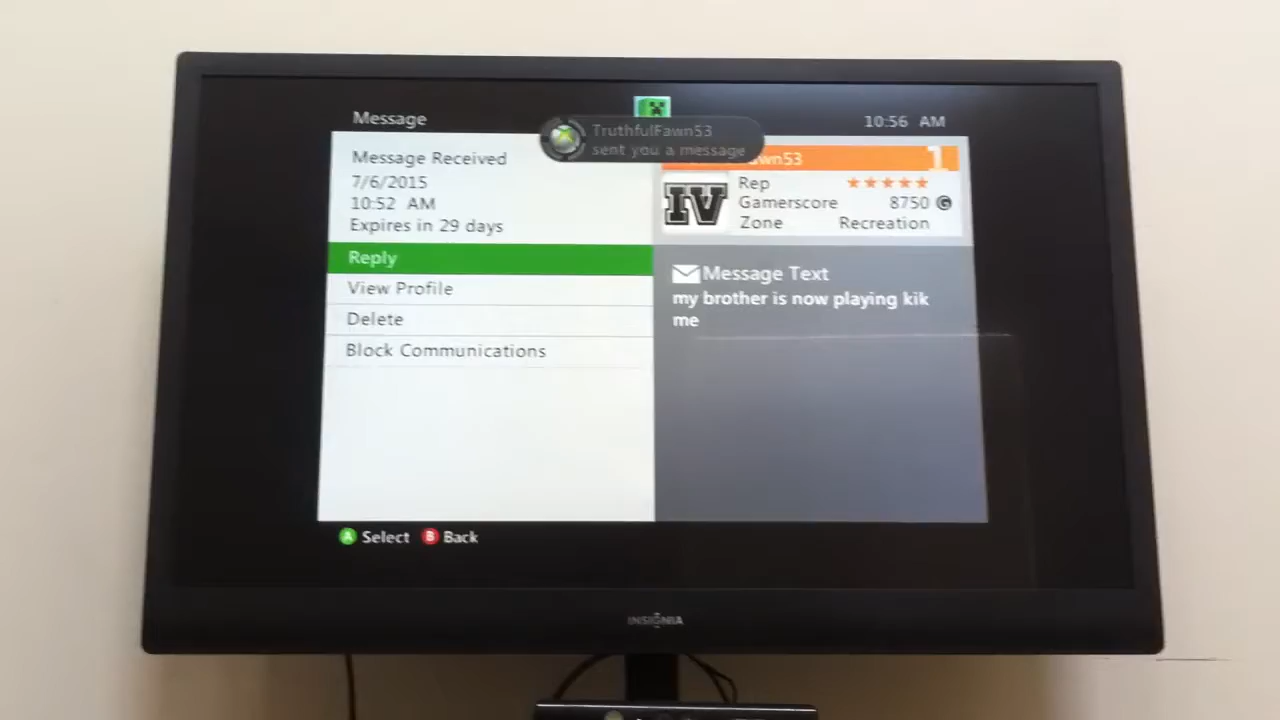 Message
10:56 AM
TruthfulFawn53
sent you a message
Message Received
7/6/2015
10:52 AM
Expires in 29 days
Reply
View Profile
Delete
Block Communications
wn53
1
IV
Rep ★★★★★
Gamerscore 8750 G
Zone Recreation
Message Text
my brother is now playing kik
me
A Select B Back
INSIGNIA